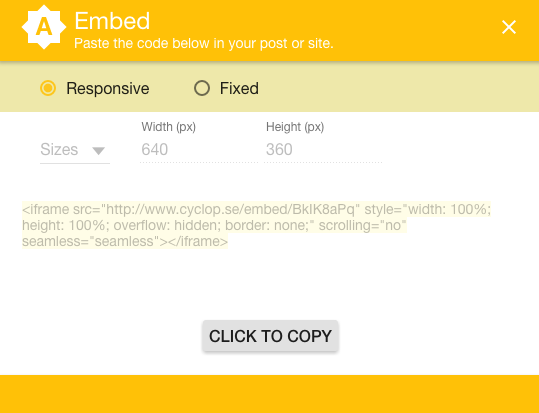 A
Embed
Paste the code below in your post or site.
Responsive
Fixed
Width (px)
Height (px)
Sizes
640
360
<iframe src="http://www.cyclop.se/embed/BkIK8aPq" style="width: 100%;
height: 100%; overflow: hidden; border: none;" scrolling="no"
seamless="seamless"></iframe>
CLICK TO COPY